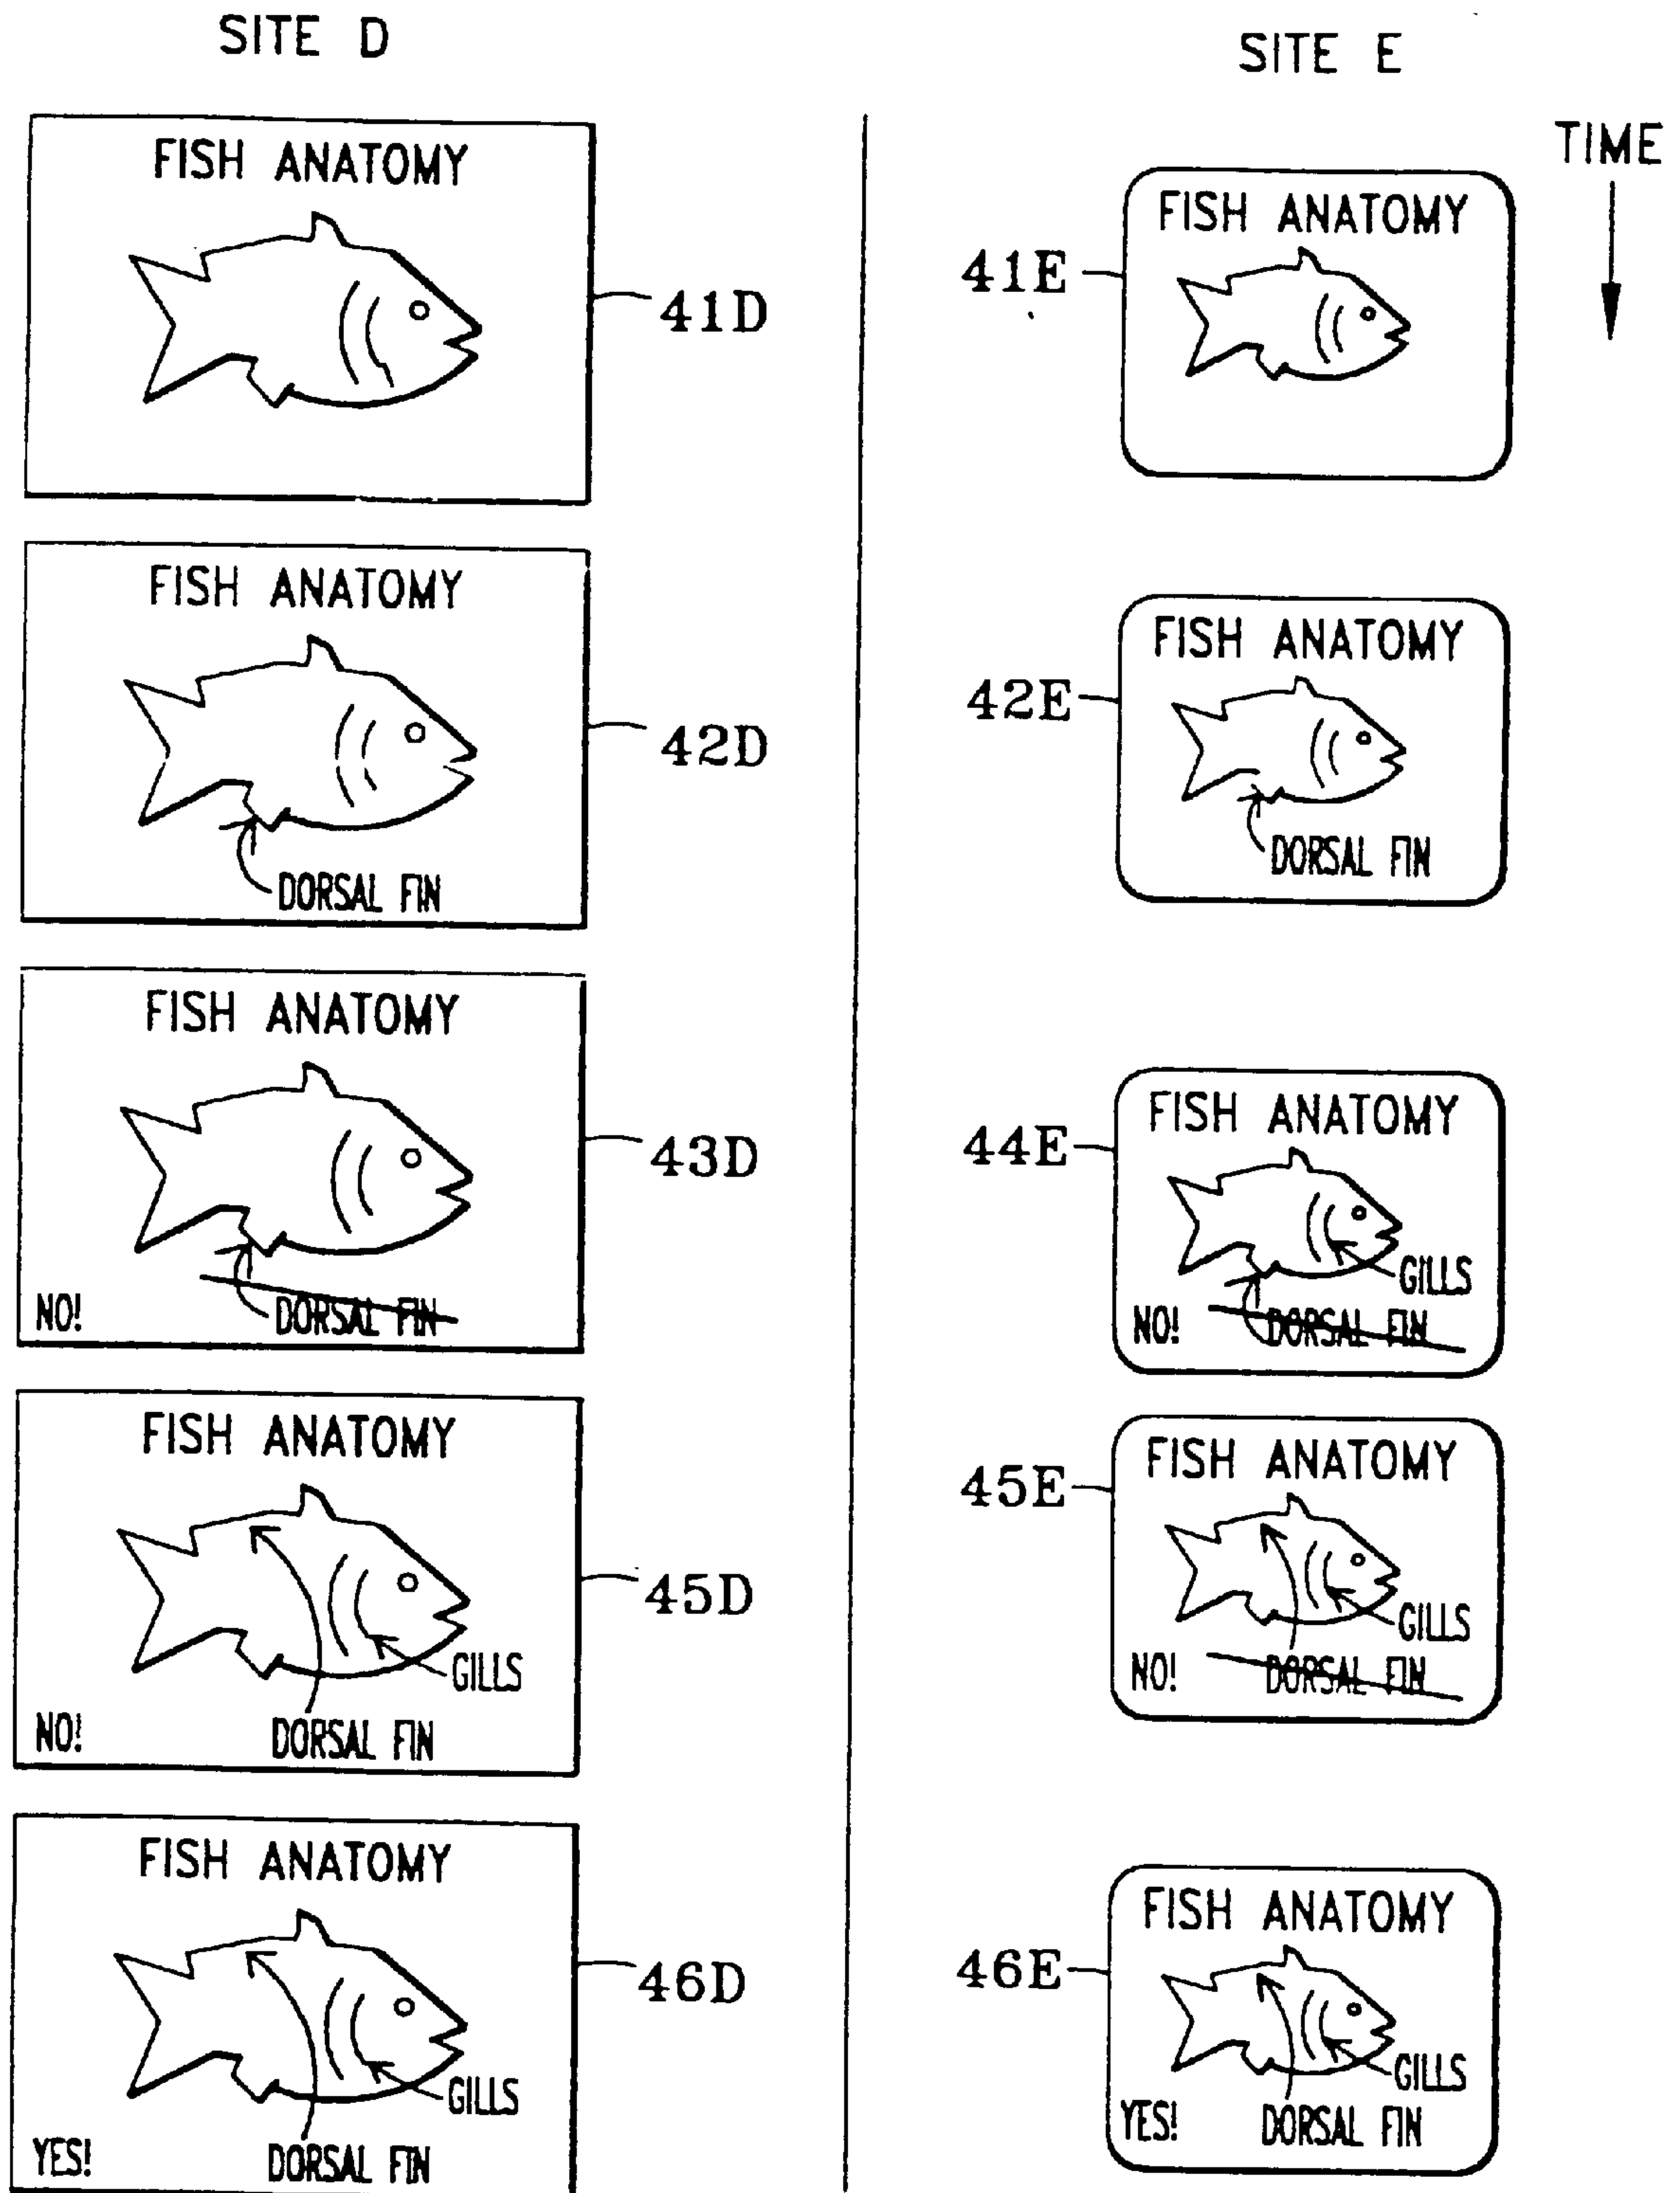 SITE D
FISH ANATOMY
41D
FISH ANATOMY
42D
DORSAL FIN
FISH ANATOMY
43D
NO!
DORSAL FIN
FISH ANATOMY
45D
GILLS
NO!
DORSAL FIN
FISH ANATOMY
46D
GILLS
YES!
DORSAL FIN
SITE E
TIME
FISH ANATOMY
41E
FISH ANATOMY
42E
DORSAL FIN
FISH ANATOMY
44E
GILLS
NO!
DORSAL FIN
FISH ANATOMY
45E
GILLS
NO!
DORSAL FIN
FISH ANATOMY
46E
GILLS
YES!
DORSAL FIN